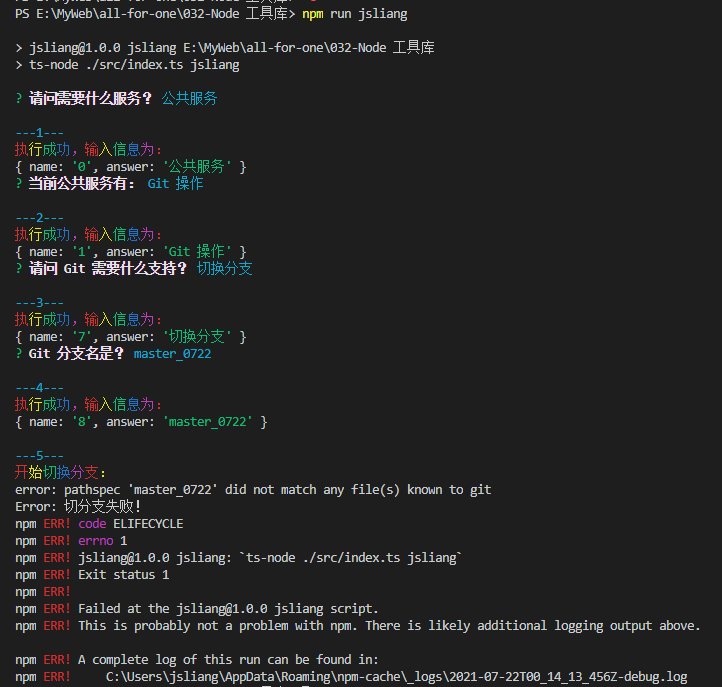 PS E:\MyWeb\all-for-one\032-Node 工具库> npm run jsliang
> jsliang@1.0.0 jsliang E:\MyWeb\all-for-one\032-Node 工具库
> ts-node ./src/index.ts jsliang
? 请问需要什么服务? 公共服务
---1---
执行成功，输入信息为：
{ name: '0', answer: '公共服务' }
? 当前公共服务有： Git 操作
---2---
执行成功，输入信息为：
{ name: '1', answer: 'Git 操作' }
? 请问 Git 需要什么支持? 切换分支
---3---
执行成功，输入信息为：
{ name: '7', answer: '切换分支' }
? Git 分支名是? master_0722
---4---
执行成功，输入信息为：
{ name: '8', answer: 'master_0722' }
---5---
开始切换分支：
error: pathspec 'master_0722' did not match any file(s) known to git
Error: 切分支失败!
npm ERR! code ELIFECYCLE
npm ERR! errno 1
npm ERR! jsliang@1.0.0 jsliang: `ts-node ./src/index.ts jsliang`
npm ERR! Exit status 1
npm ERR!
npm ERR! Failed at the jsliang@1.0.0 jsliang script.
npm ERR! This is probably not a problem with npm. There is likely additional logging output above.
npm ERR! A complete log of this run can be found in:
npm ERR!     C:\Users\jsliang\AppData\Roaming\npm-cache\_logs\2021-07-22T00_14_13_456Z-debug.log